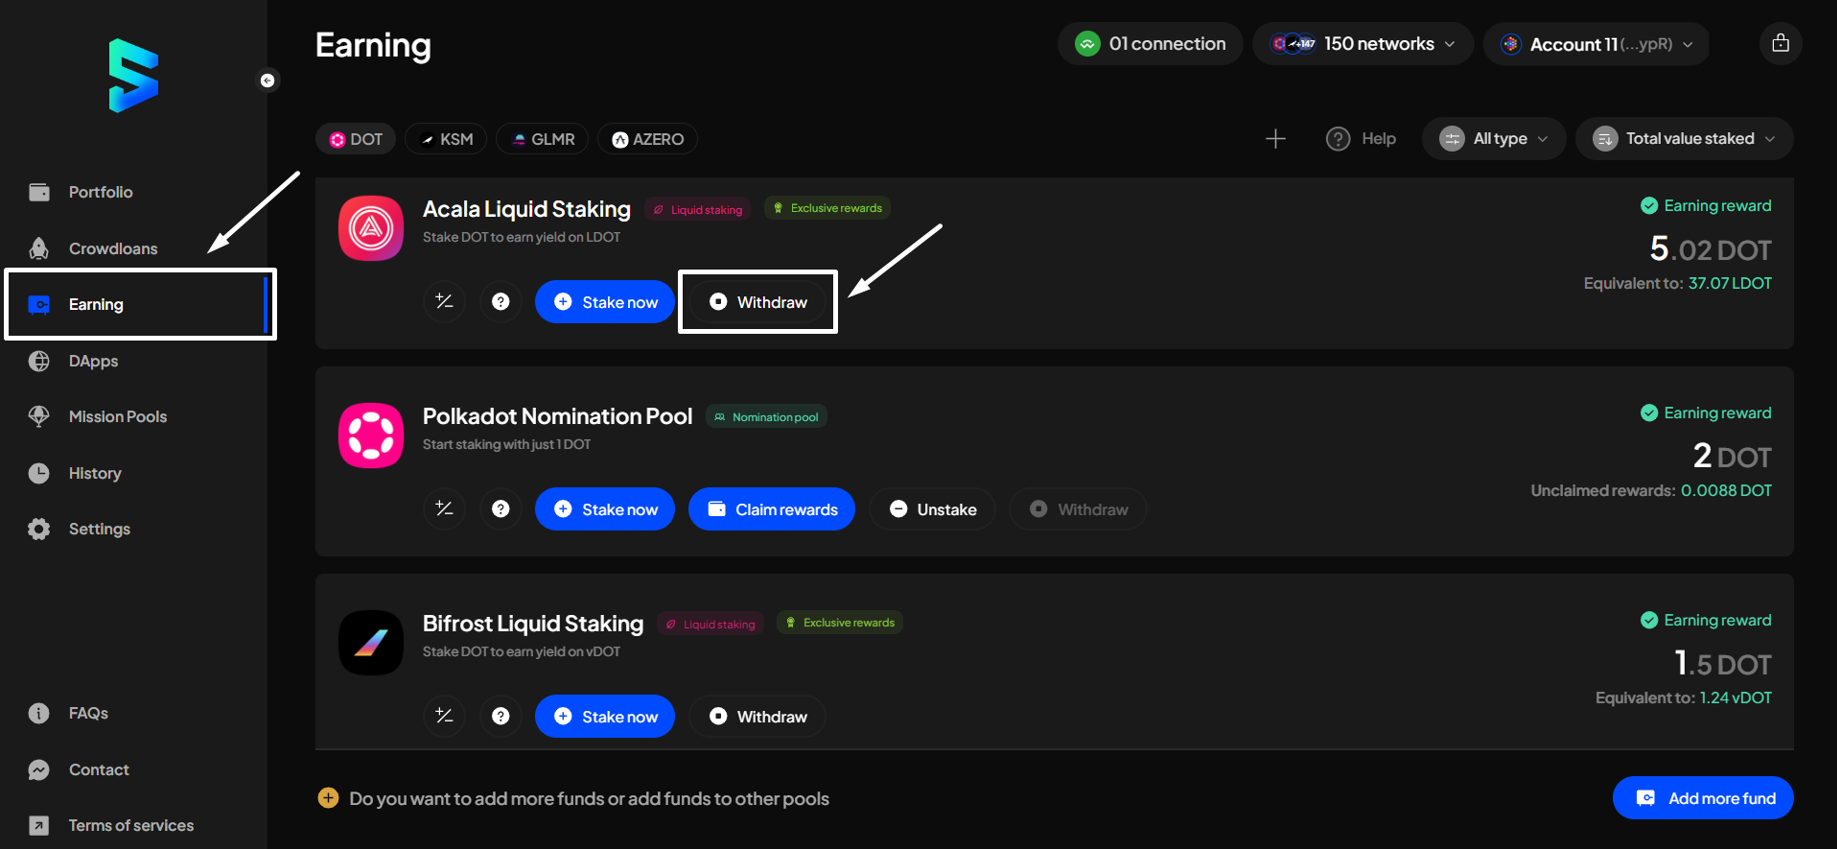 Earning
01 connection
+147
150 networks
Account 11 (...ypR)
DOT
KSM
GLMR
AZERO
Help
All type
Total value staked
Portfolio
Crowdloans
Earning
DApps
Mission Pools
History
Settings
FAQs
Contact
Terms of services
Acala Liquid Staking
Liquid staking
Exclusive rewards
Stake DOT to earn yield on LDOT
Stake now
Withdraw
Earning reward
5.02 DOT
Equivalent to: 37.07 LDOT
Polkadot Nomination Pool
Nomination pool
Start staking with just 1 DOT
Stake now
Claim rewards
Unstake
Withdraw
Earning reward
2 DOT
Unclaimed rewards: 0.0088 DOT
Bifrost Liquid Staking
Liquid staking
Exclusive rewards
Stake DOT to earn yield on vDOT
Stake now
Withdraw
Earning reward
1.5 DOT
Equivalent to: 1.24 vDOT
Do you want to add more funds or add funds to other pools
Add more fund